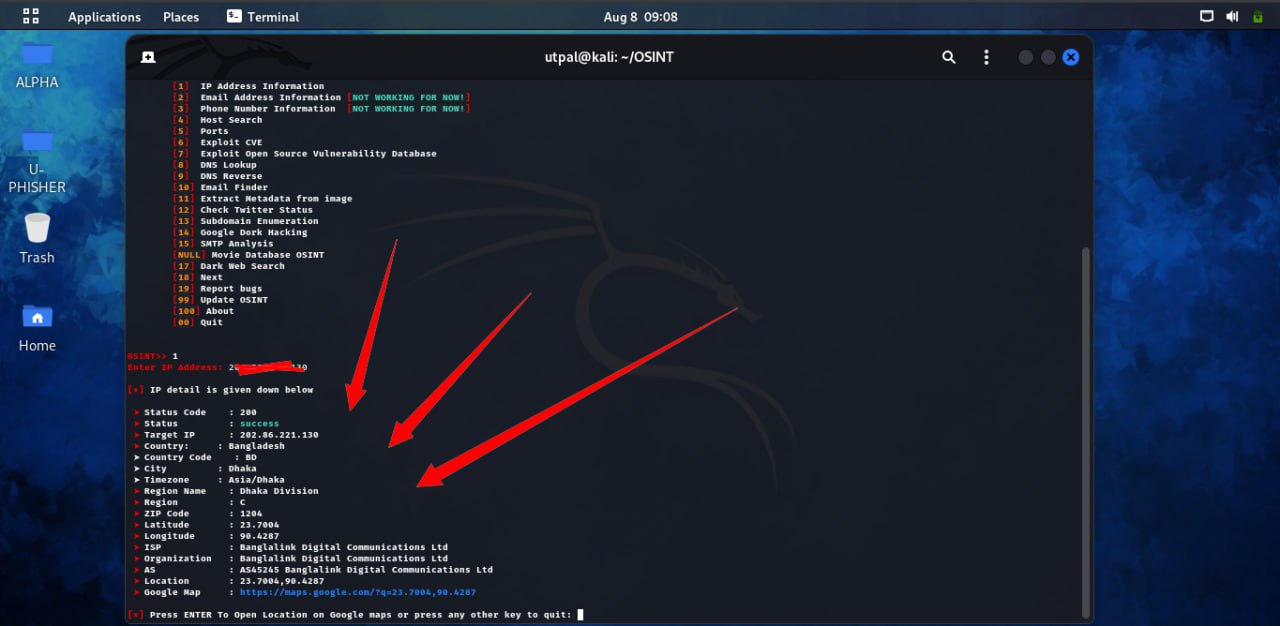 Applications Places Terminal Aug 8 09:08
utpal@kali: ~/OSINT
ALPHA
U-
PHISHER
Trash
Home
[1] IP Address Information
[2] Email Address Information [NOT WORKING FOR NOW!]
[3] Phone Number Information [NOT WORKING FOR NOW!]
[4] Host Search
[5] Ports
[6] Exploit CVE
[7] Exploit Open Source Vulnerability Database
[8] DNS Lookup
[9] DNS Reverse
[10] Email Finder
[11] Extract Metadata from image
[12] Check Twitter Status
[13] Subdomain Enumeration
[14] Google Dork Hacking
[15] SMTP Analysis
[NULL] Movie Database OSINT
[17] Dark Web Search
[18] Next
[19] Report bugs
[99] Update OSINT
[100] About
[00] Quit
OSINT>> 1
Enter IP Address:
[*] IP detail is given down below
➤ Status Code : 200
➤ Status : success
➤ Target IP : 202.86.221.130
➤ Country: : Bangladesh
➤ Country Code : BD
➤ City : Dhaka
➤ Timezone : Asia/Dhaka
➤ Region Name : Dhaka Division
➤ Region : C
➤ ZIP Code : 1204
➤ Latitude : 23.7004
➤ Longitude : 90.4287
➤ ISP : Banglalink Digital Communications Ltd
➤ Organization : Banglalink Digital Communications Ltd
➤ AS : AS45245 Banglalink Digital Communications Ltd
➤ Location : 23.7004,90.4287
➤ Google Map : https://maps.google.com/?q=23.7004,90.4287
[*] Press ENTER To Open Location on Google maps or press any other key to quit: